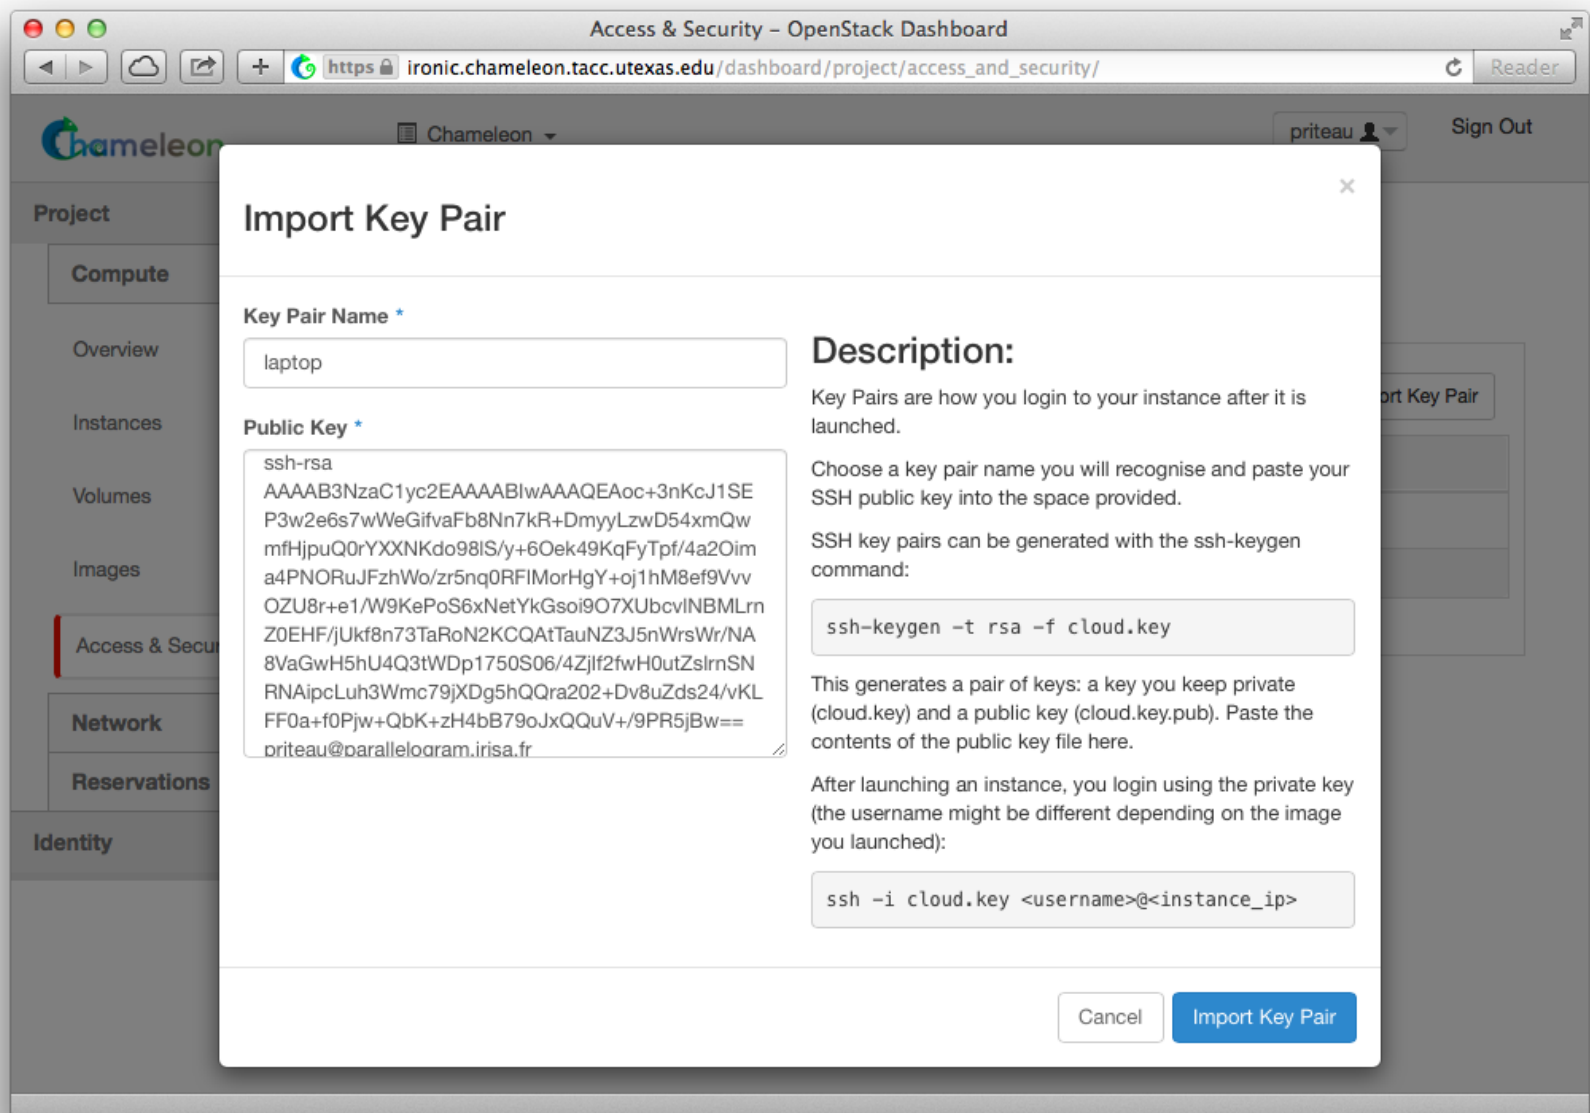 Access & Security – OpenStack Dashboard
https ironic.chameleon.tacc.utexas.edu/dashboard/project/access_and_security/ Reader
Chameleon
Chameleon
priteau
Sign Out
Project
Compute
Overview
Instances
Volumes
Images
Access & Secur
Network
Reservations
Identity
ort Key Pair
Import Key Pair
×
Key Pair Name *
laptop
Public Key *
ssh-rsa
AAAAB3NzaC1yc2EAAAABIwAAAQEAoc+3nKcJ1SE
P3w2e6s7wWeGifvaFb8Nn7kR+DmyyLzwD54xmQw
mfHjpuQ0rYXXNKdo98lS/y+6Oek49KqFyTpf/4a2Oim
a4PNORuJFzhWo/zr5nq0RFIMorHgY+oj1hM8ef9Vvv
OZU8r+e1/W9KePoS6xNetYkGsoi9O7XUbcvlNBMLrn
Z0EHF/jUkf8n73TaRoN2KCQAtTauNZ3J5nWrsWr/NA
8VaGwH5hU4Q3tWDp1750S06/4Zjlf2fwH0utZslrnSN
RNAipcLuh3Wmc79jXDg5hQQra202+Dv8uZds24/vKL
FF0a+f0Pjw+QbK+zH4bB79oJxQQuV+/9PR5jBw==
priteau@parallelogram.irisa.fr
Description:
Key Pairs are how you login to your instance after it is
launched.
Choose a key pair name you will recognise and paste your
SSH public key into the space provided.
SSH key pairs can be generated with the ssh-keygen
command:
ssh-keygen -t rsa -f cloud.key
This generates a pair of keys: a key you keep private
(cloud.key) and a public key (cloud.key.pub). Paste the
contents of the public key file here.
After launching an instance, you login using the private key
(the username might be different depending on the image
you launched):
ssh -i cloud.key <username>@<instance_ip>
Cancel
Import Key Pair